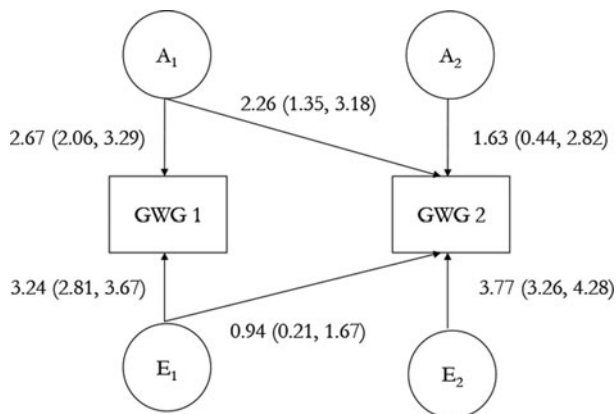 A1 A2
2.26 (1.35, 3.18)
2.67 (2.06, 3.29) 1.63 (0.44, 2.82)
GWG 1 GWG 2
3.24 (2.81, 3.67) 3.77 (3.26, 4.28)
0.94 (0.21, 1.67)
E1 E2